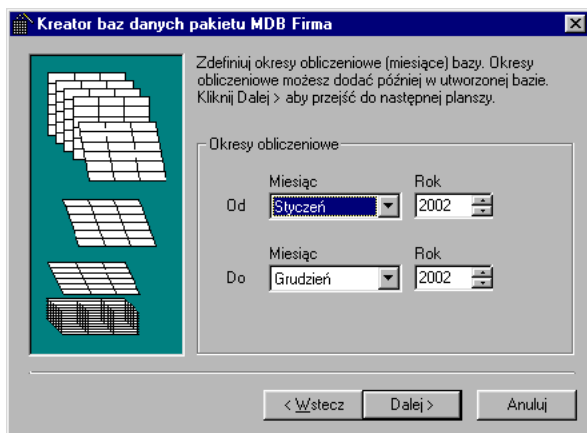 Kreator baz danych pakietu MDB Firma
Zdefiniuj okresy obliczeniowe (miesiące) bazy. Okresy
obliczeniowe możesz dodać później w utworzonej bazie.
Kliknij Dalej > aby przejść do następnej planszy.
Okresy obliczeniowe
Miesiąc Rok
Od Styczeń 2002
Miesiąc Rok
Do Grudzień 2002
< Wstecz Dalej > Anuluj